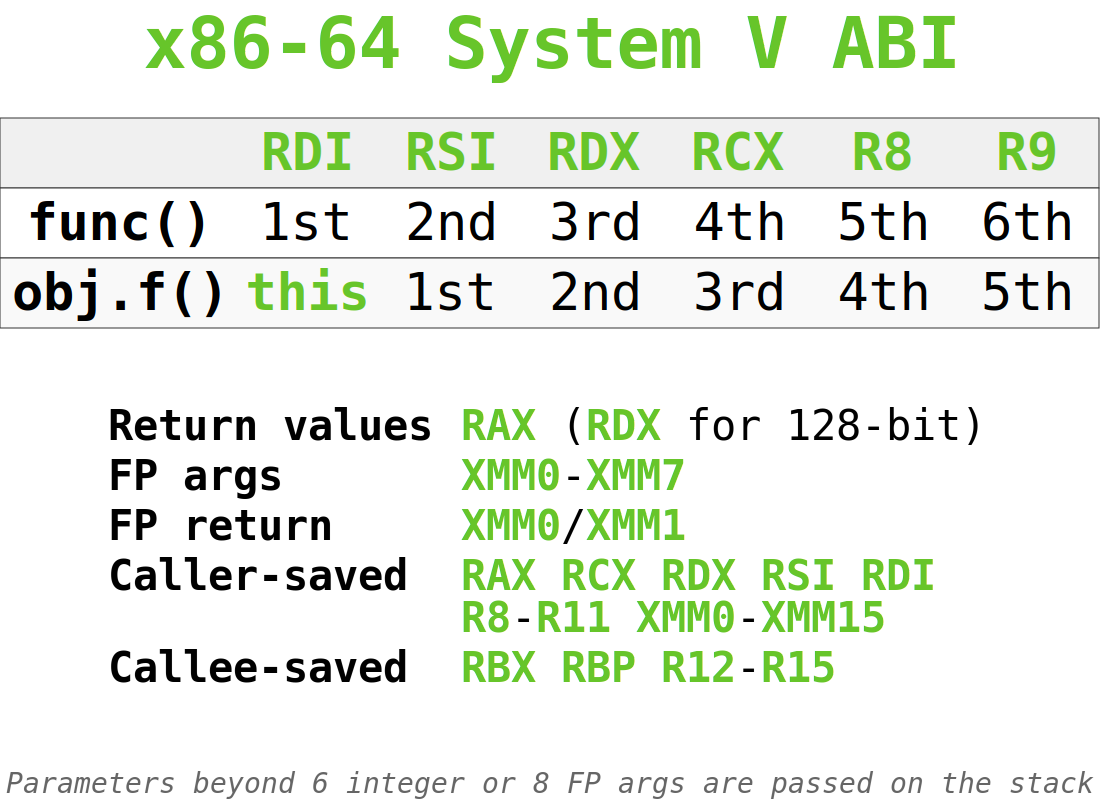 x86-64 System V ABI
RDI RSI RDX RCX R8 R9
func() 1st 2nd 3rd 4th 5th 6th
obj.f() this 1st 2nd 3rd 4th 5th
Return values RAX (RDX for 128-bit)
FP args XMM0-XMM7
FP return XMM0/XMM1
Caller-saved RAX RCX RDX RSI RDI
R8-R11 XMM0-XMM15
Callee-saved RBX RBP R12-R15
Parameters beyond 6 integer or 8 FP args are passed on the stack